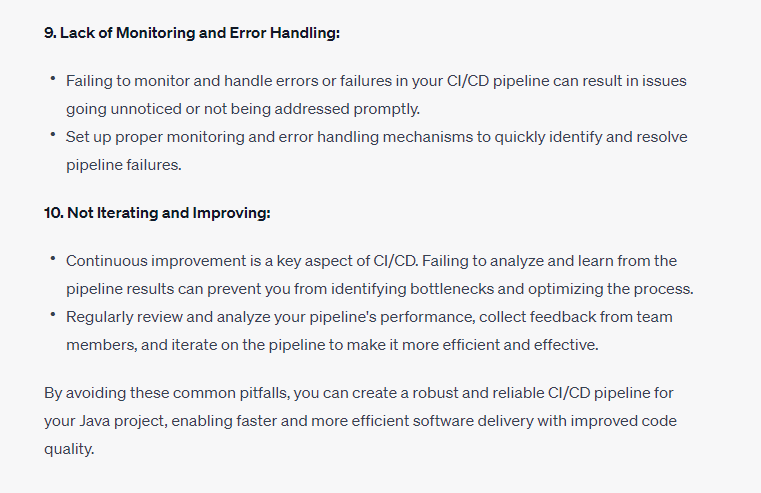 9. Lack of Monitoring and Error Handling:
• Failing to monitor and handle errors or failures in your CI/CD pipeline can result in issues
going unnoticed or not being addressed promptly.
• Set up proper monitoring and error handling mechanisms to quickly identify and resolve
pipeline failures.
10. Not Iterating and Improving:
• Continuous improvement is a key aspect of CI/CD. Failing to analyze and learn from the
pipeline results can prevent you from identifying bottlenecks and optimizing the process.
• Regularly review and analyze your pipeline's performance, collect feedback from team
members, and iterate on the pipeline to make it more efficient and effective.
By avoiding these common pitfalls, you can create a robust and reliable CI/CD pipeline for
your Java project, enabling faster and more efficient software delivery with improved code
quality.